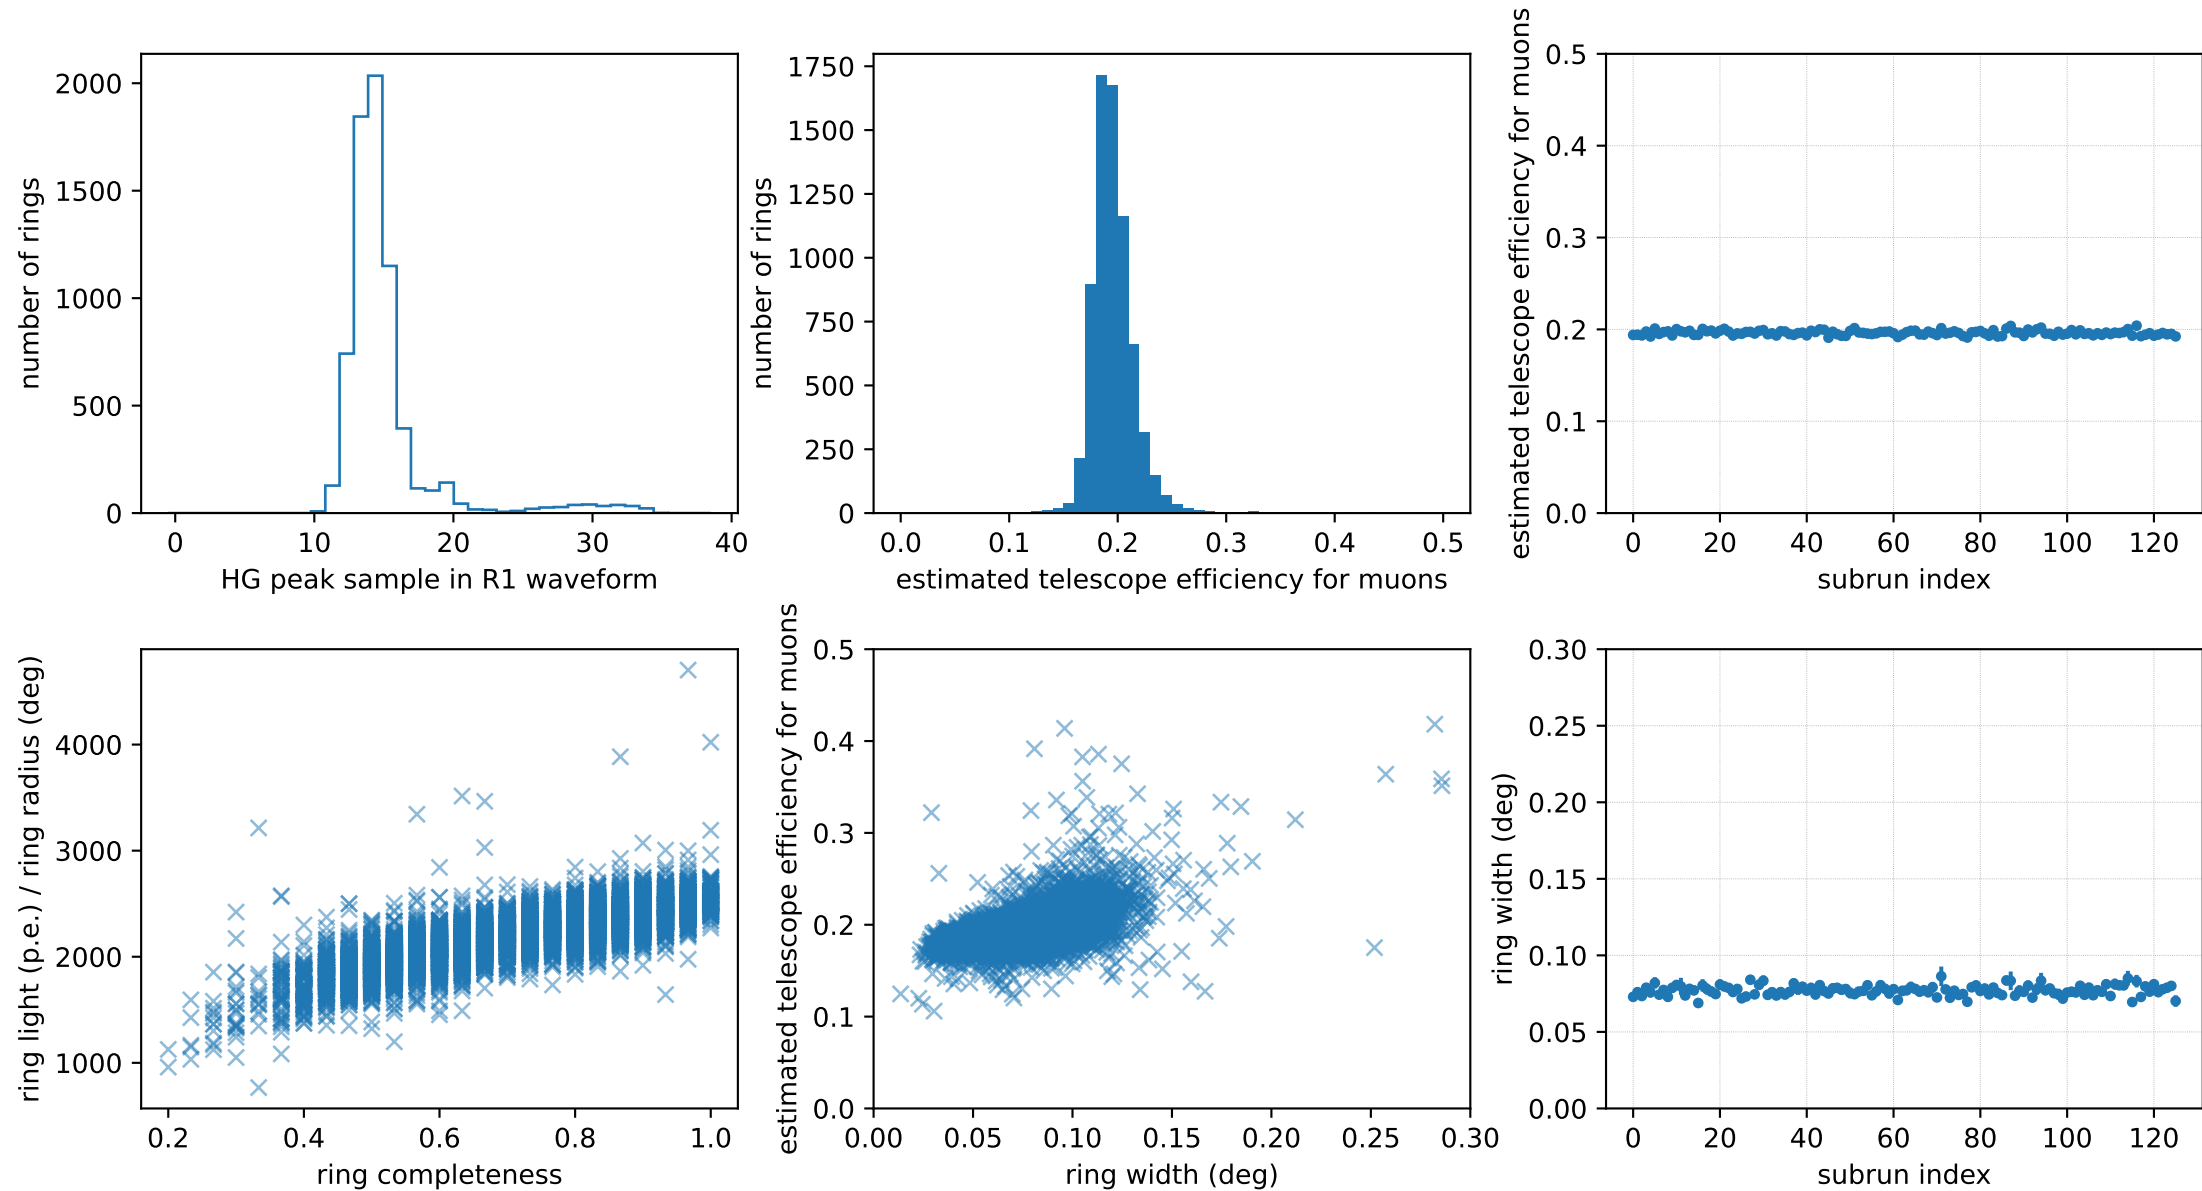 number of rings
2000
1500
1000
500
0
0 10 20 30 40
HG peak sample in R1 waveform
number of rings
1750
1500
1250
1000
750
500
250
0
0.0 0.1 0.2 0.3 0.4 0.5
estimated telescope efficiency for muons
estimated telescope efficiency for muons
0.5
0.4
0.3
0.2
0.1
0.0
0 20 40 60 80 100 120
subrun index
ring light (p.e.) / ring radius (deg)
4000
3000
2000
1000
0.2 0.4 0.6 0.8 1.0
ring completeness
estimated telescope efficiency for muons
0.5
0.4
0.3
0.2
0.1
0.0
0.00 0.05 0.10 0.15 0.20 0.25 0.30
ring width (deg)
ring width (deg)
0.30
0.25
0.20
0.15
0.10
0.05
0.00
0 20 40 60 80 100 120
subrun index